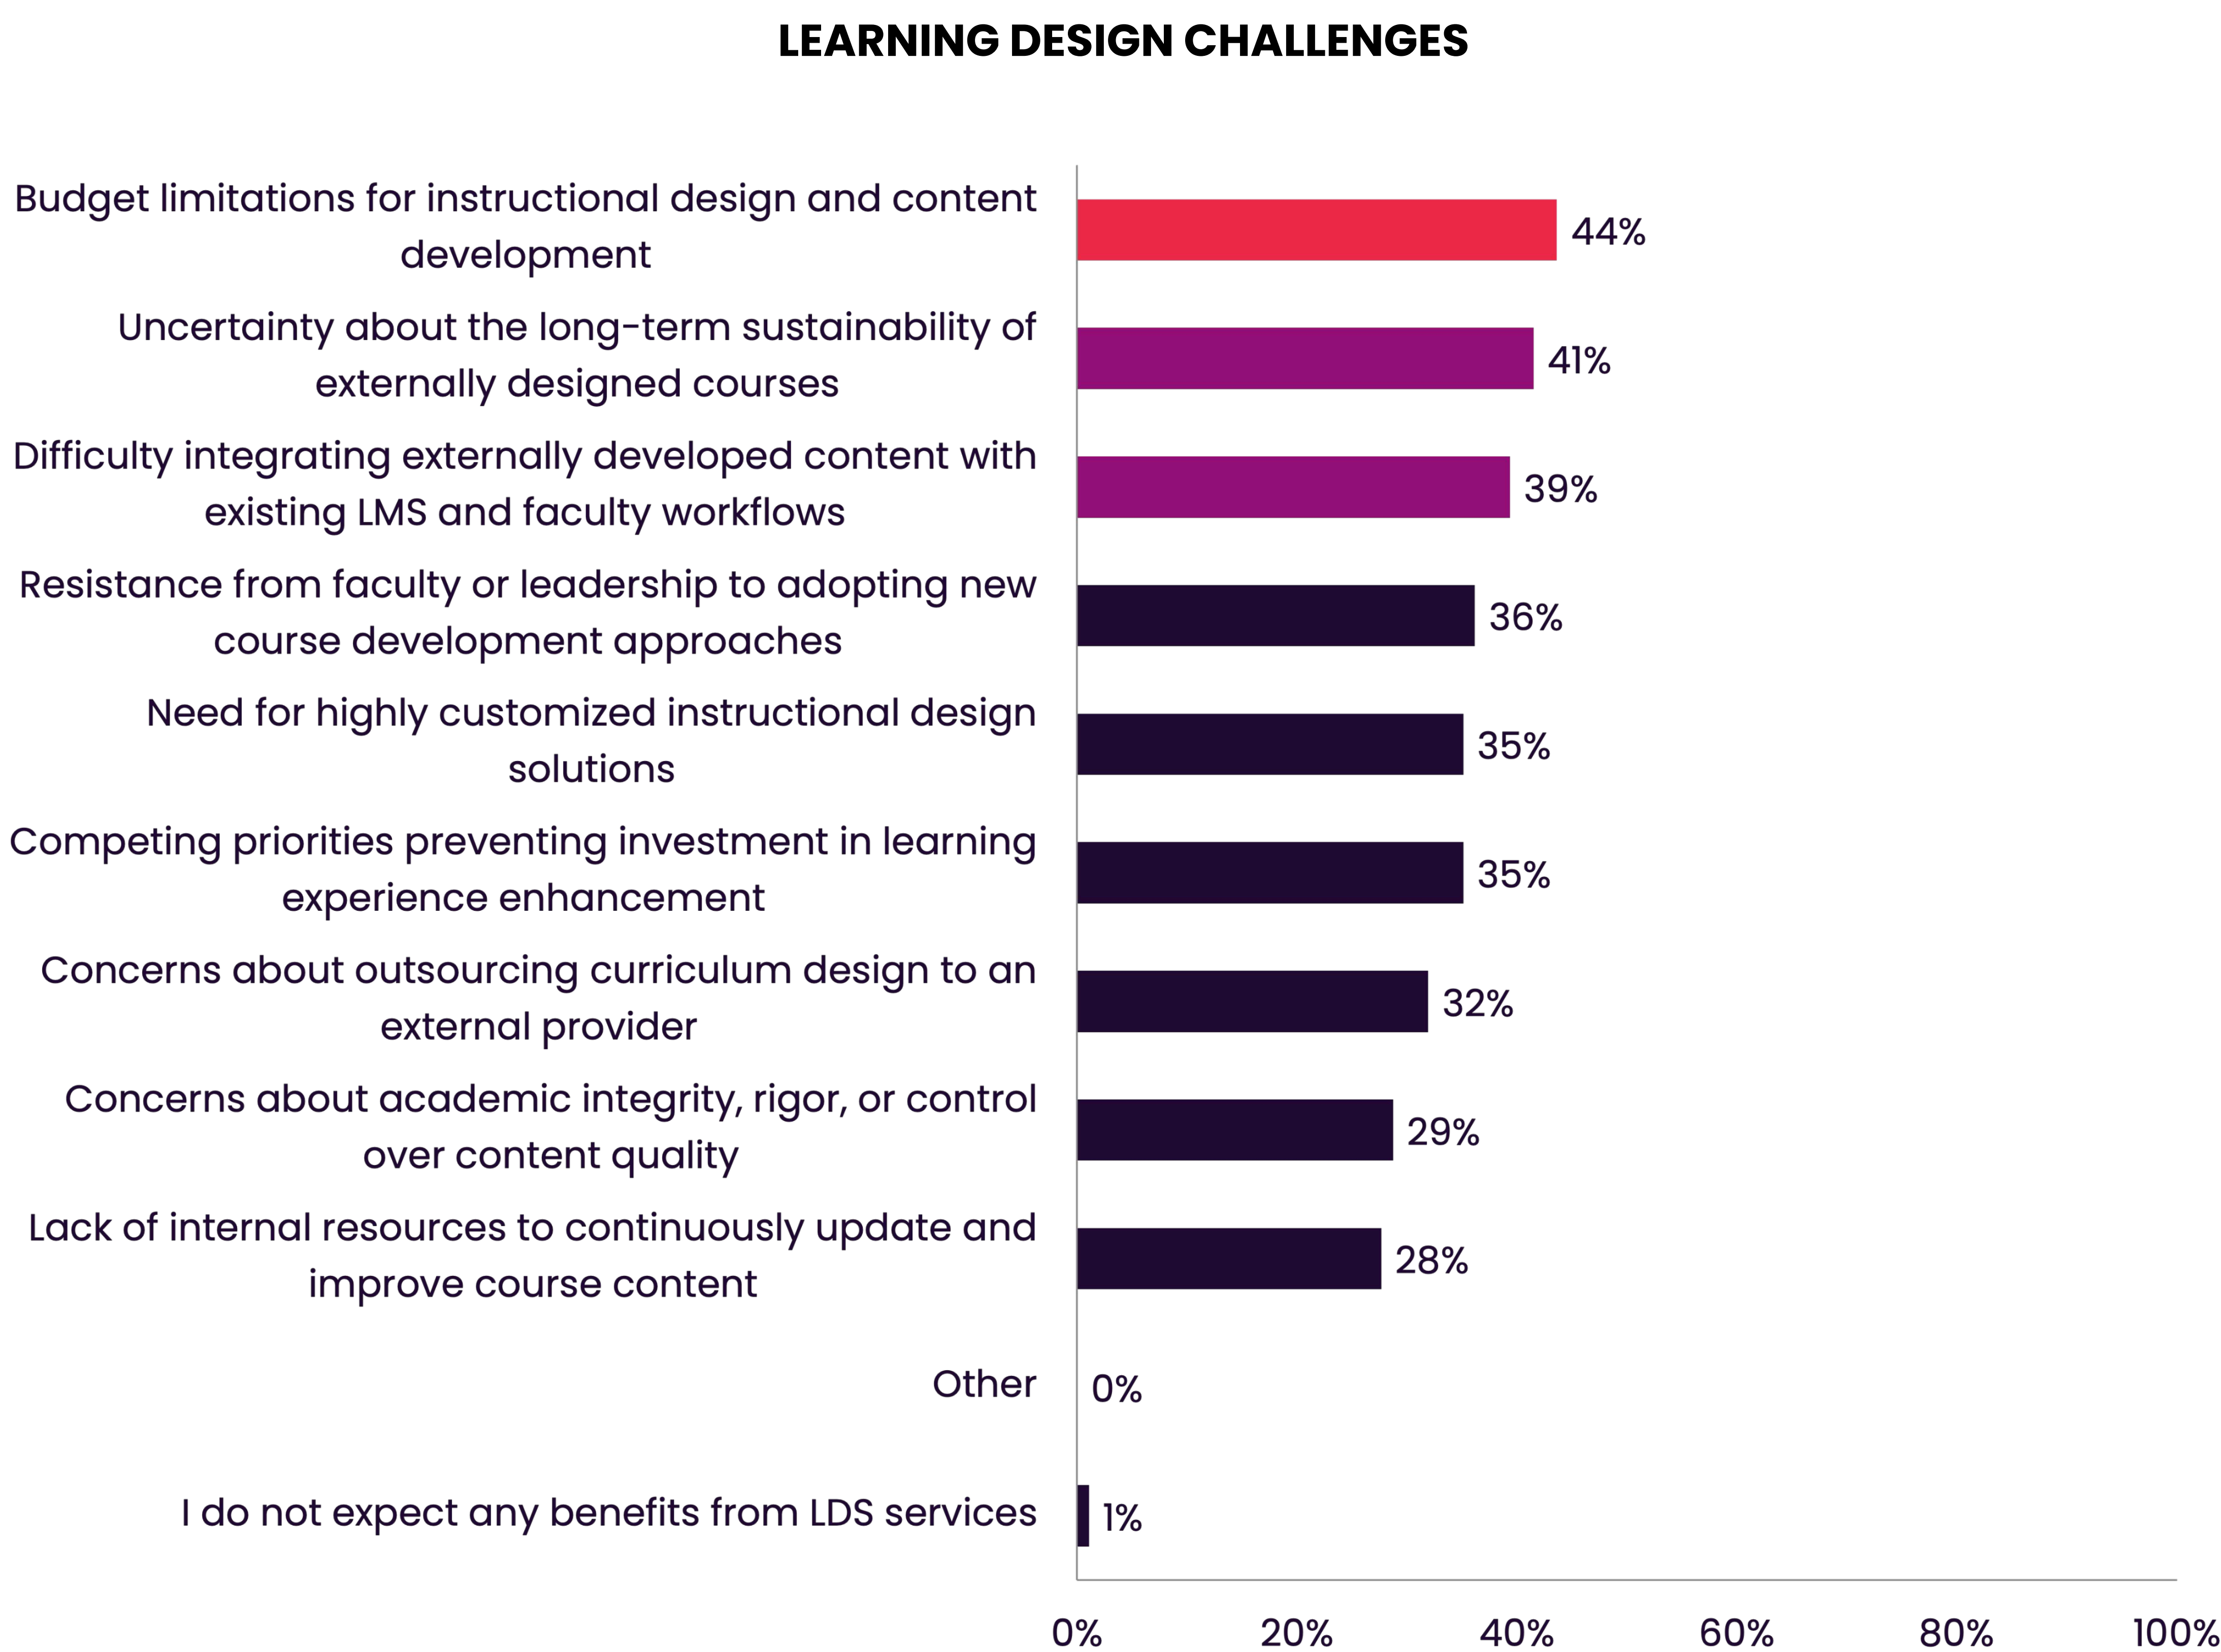 LEARNING DESIGN CHALLENGES
Budget limitations for instructional design and content
development
44%
Uncertainty about the long-term sustainability of
externally designed courses
41%
Difficulty integrating externally developed content with
existing LMS and faculty workflows
39%
Resistance from faculty or leadership to adopting new
course development approaches
36%
Need for highly customized instructional design
solutions
35%
Competing priorities preventing investment in learning
experience enhancement
35%
Concerns about outsourcing curriculum design to an
external provider
32%
Concerns about academic integrity, rigor, or control
over content quality
29%
Lack of internal resources to continuously update and
improve course content
28%
Other
0%
I do not expect any benefits from LDS services
1%
0% 20% 40% 60% 80% 100%